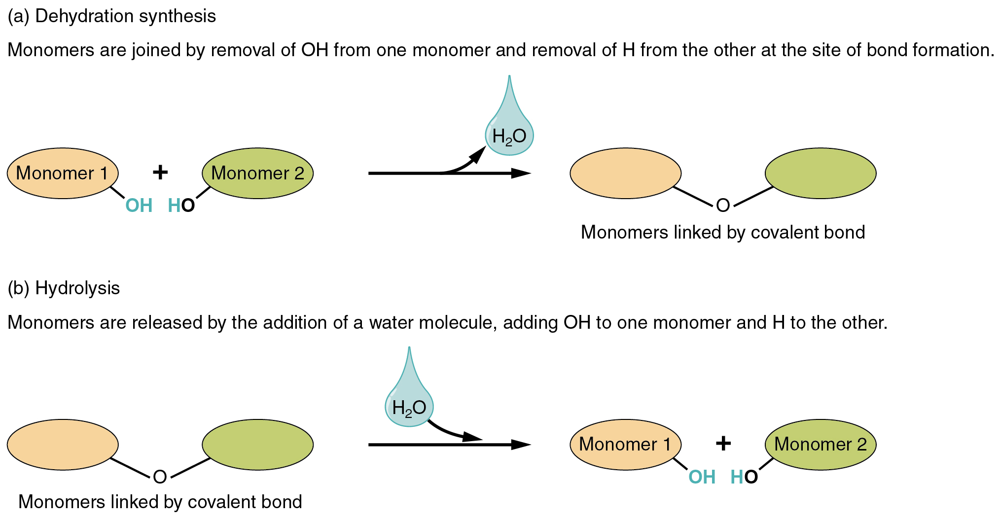 (a) Dehydration synthesis
Monomers are joined by removal of OH from one monomer and removal of H from the other at the site of bond formation.
H₂O
Monomer 1 + Monomer 2
OH HO
O
Monomers linked by covalent bond
(b) Hydrolysis
Monomers are released by the addition of a water molecule, adding OH to one monomer and H to the other.
H₂O
Monomer 1 + Monomer 2
O
OH HO
Monomers linked by covalent bond